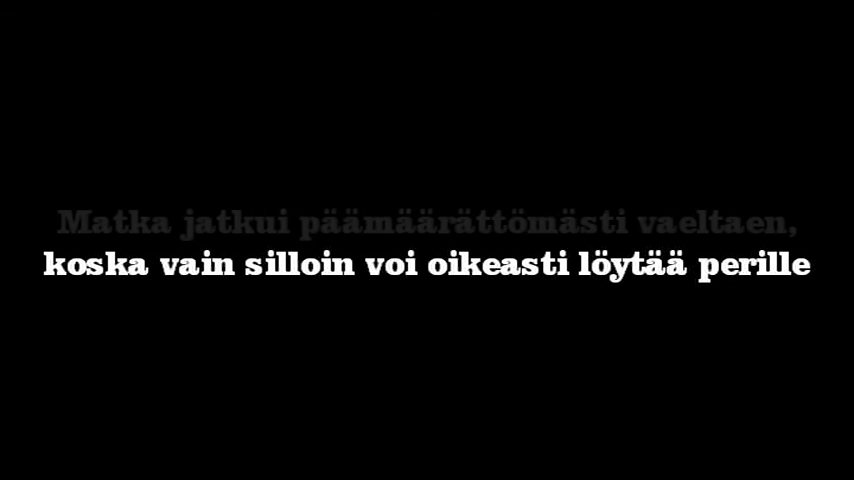 Matka jatkui päämäärättömästi vaeltaen,
koska vain silloin voi oikeasti löytää perille